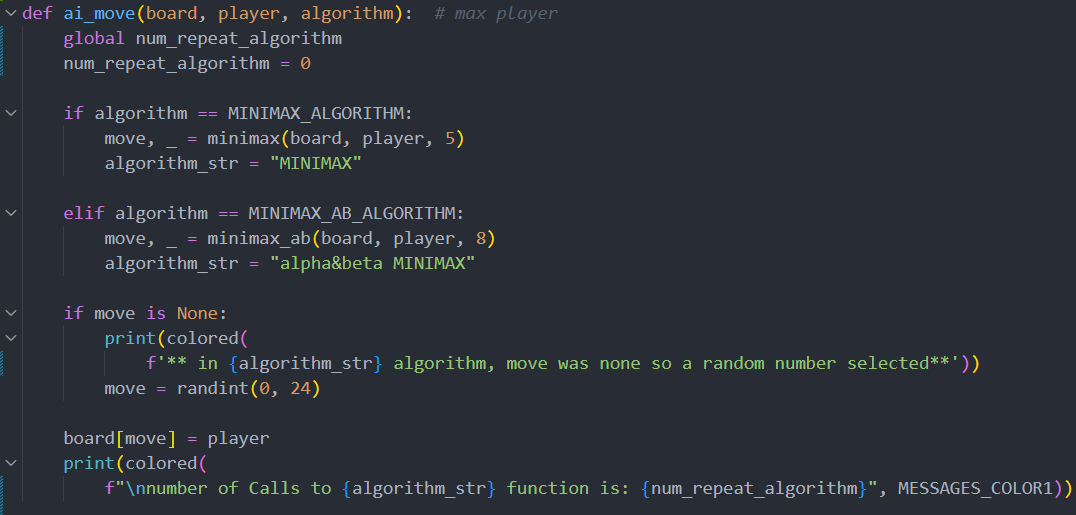 def ai_move(board, player, algorithm):  # max player
    global num_repeat_algorithm
    num_repeat_algorithm = 0

    if algorithm == MINIMAX_ALGORITHM:
        move, _ = minimax(board, player, 5)
        algorithm_str = "MINIMAX"

    elif algorithm == MINIMAX_AB_ALGORITHM:
        move, _ = minimax_ab(board, player, 8)
        algorithm_str = "alpha&beta MINIMAX"

    if move is None:
        print(colored(
            f'** in {algorithm_str} algorithm, move was none so a random number selected**'))
        move = randint(0, 24)

    board[move] = player
    print(colored(
        f"\nnumber of Calls to {algorithm_str} function is: {num_repeat_algorithm}", MESSAGES_COLOR1))